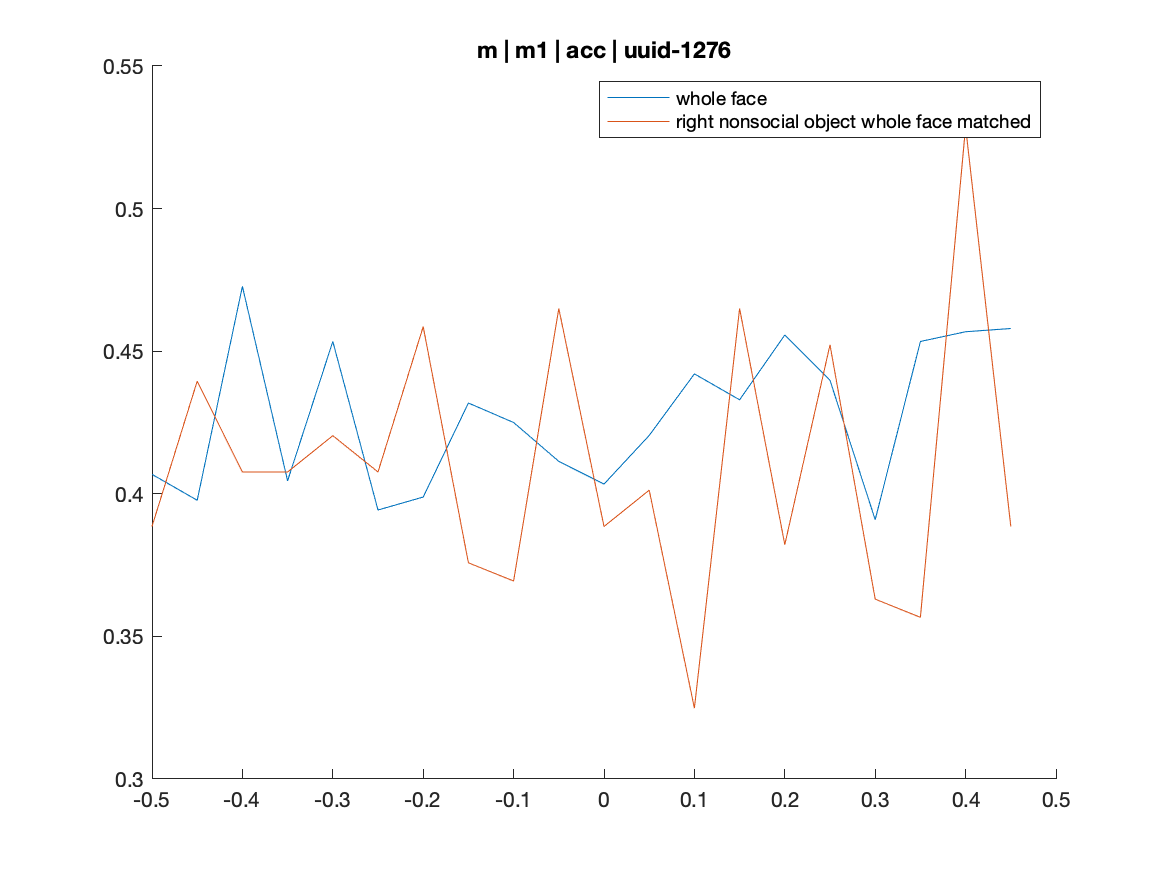 m | m1 | acc | uuid-1276
whole face
right nonsocial object whole face matched
0.55
0.5
0.45
0.4
0.35
0.3
-0.5 -0.4 -0.3 -0.2 -0.1 0 0.1 0.2 0.3 0.4 0.5